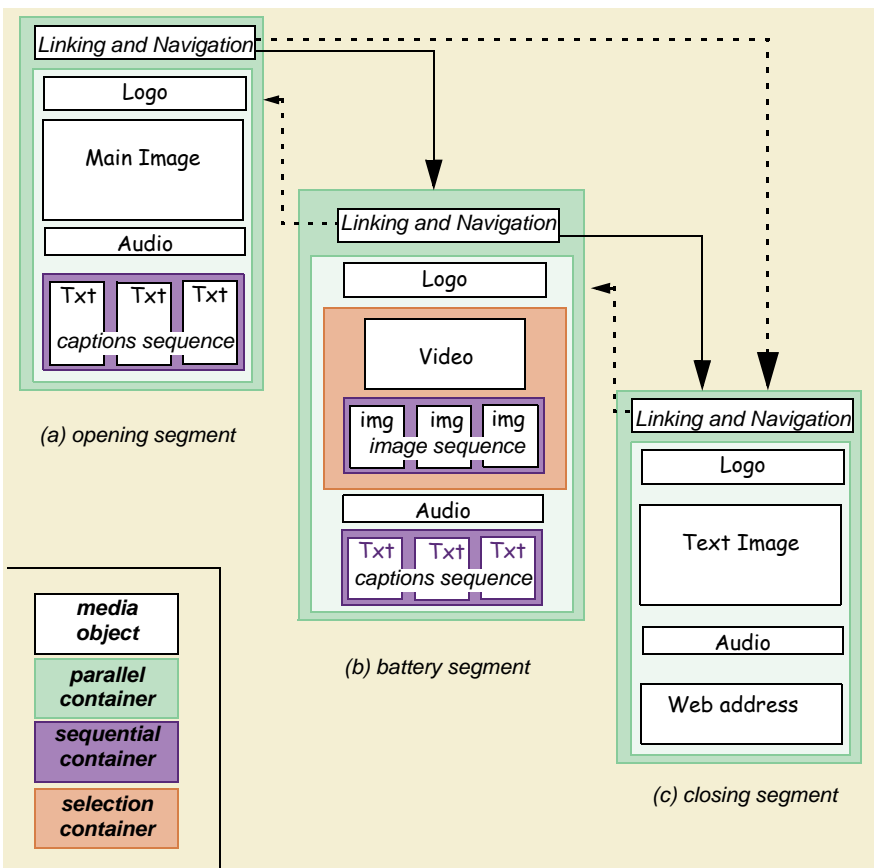 Linking and Navigation
Logo
Main Image
Audio
Txt Txt Txt
captions sequence
(a) opening segment
Linking and Navigation
Logo
Video
img img img
image sequence
Audio
Txt Txt Txt
captions sequence
(b) battery segment
Linking and Navigation
Logo
Text Image
Audio
Web address
(c) closing segment
media
object
parallel
container
sequential
container
selection
container